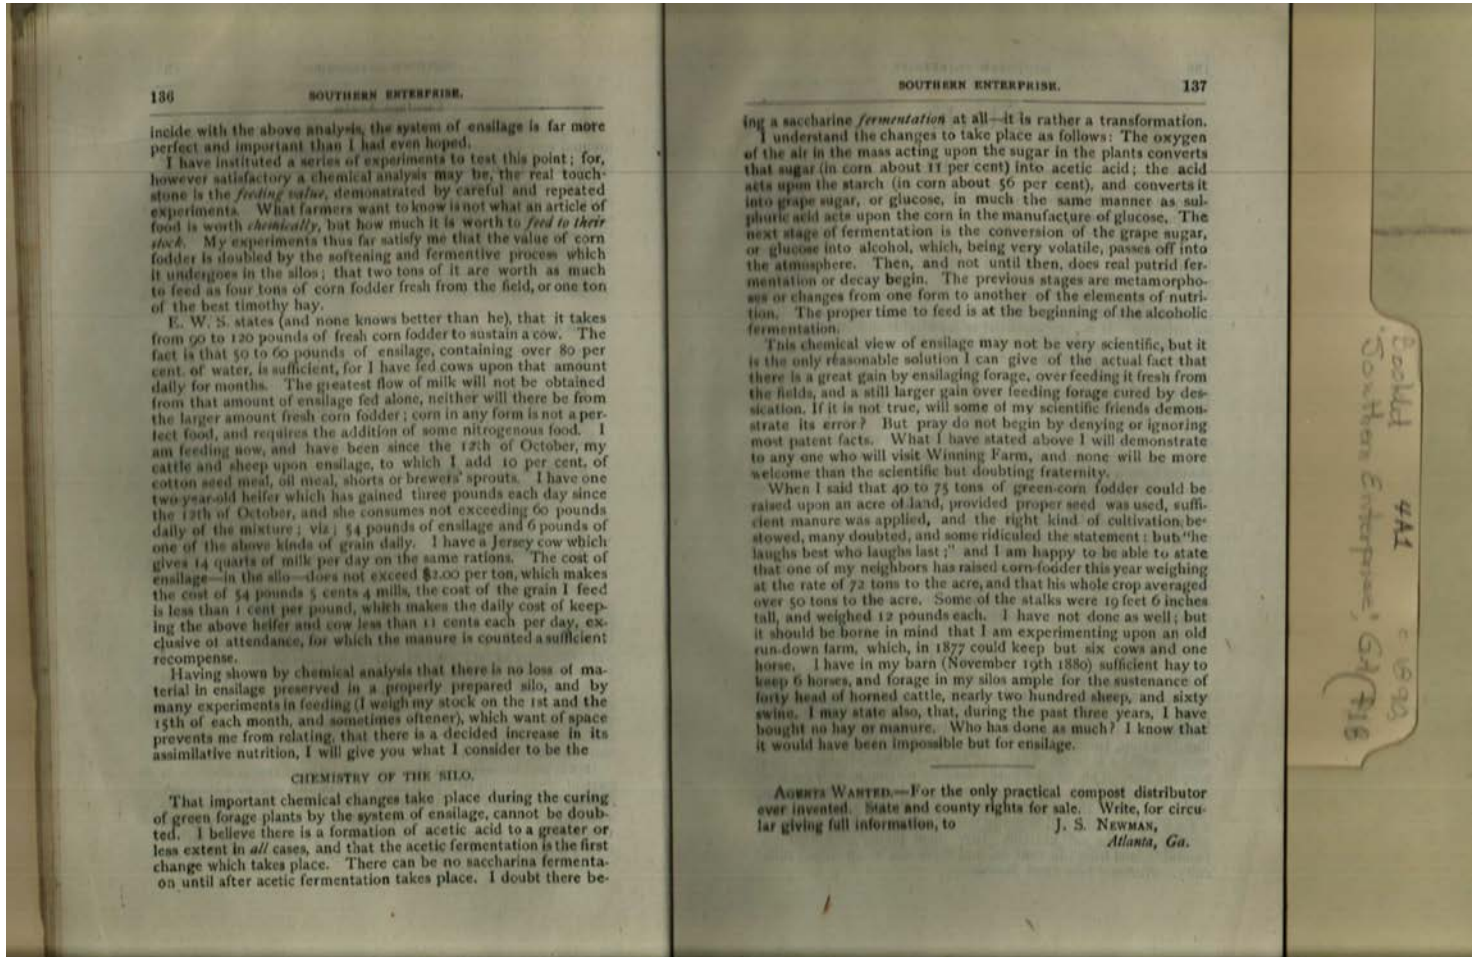 136
SOUTHERN ENTERPRISE.
incide with the above analysis, the system of ensilage is far more
perfect and important than I had even hoped.
I have instituted a series of experiments to test this point; for,
however satisfactory a chemical analysis may be, the real touch-
stone is the feeding value, demonstrated by careful and repeated
experiments. What farmers want to know is not what an article of
food is worth chemically, but how much it is worth to feed to their
stock. My experiments thus far satisfy me that the value of corn
fodder is doubled by the softening and fermentive process which
it undergoes in the silos; that two tons of it are worth as much
to feed as four tons of corn fodder fresh from the field, or one ton
of the best timothy hay.
E. W. S. states (and none knows better than he), that it takes
from 90 to 120 pounds of fresh corn fodder to sustain a cow. The
fact is that 50 to 60 pounds of ensilage, containing over 80 per
cent. of water, is sufficient, for I have fed cows upon that amount
daily for months. The greatest flow of milk will not be obtained
from that amount of ensilage fed alone, neither will there be from
the larger amount fresh corn fodder; corn in any form is not a per-
fect food, and requires the addition of some nitrogenous food. I
am feeding now, and have been since the 12th of October, my
cattle and sheep upon ensilage, to which I add 10 per cent. of
cotton seed meal, oil meal, shorts or brewers' sprouts. I have one
two-year-old heifer which has gained three pounds each day since
the 12th of October, and she consumes not exceeding 60 pounds
daily of the mixture; viz; 54 pounds of ensilage and 6 pounds of
one of the above kinds of grain daily. I have a Jersey cow which
gives 14 quarts of milk per day on the same rations. The cost of
ensilage—in the silo—does not exceed $2.00 per ton, which makes
the cost of 54 pounds 5 cents 4 mills, the cost of the grain I feed
is less than 1 cent per pound, which makes the daily cost of keep-
ing the above heifer and cow less than 11 cents each per day, ex-
clusive of attendance, for which the manure is counted a sufficient
recompense.
Having shown by chemical analysis that there is no loss of ma-
terial in ensilage preserved in a properly prepared silo, and by
many experiments in feeding (I weigh my stock on the 1st and the
15th of each month, and sometimes oftener), which want of space
prevents me from relating, that there is a decided increase in its
assimilative nutrition, I will give you what I consider to be the
CHEMISTRY OF THE SILO.
That important chemical changes take place during the curing
of green forage plants by the system of ensilage, cannot be doub-
ted. I believe there is a formation of acetic acid to a greater or
less extent in all cases, and that the acetic fermentation is the first
change which takes place. There can be no saccharina fermenta-
on until after acetic fermentation takes place. I doubt there be-
SOUTHERN ENTERPRISE.
137
ing a saccharine fermentation at all—it is rather a transformation.
I understand the changes to take place as follows: The oxygen
of the air in the mass acting upon the sugar in the plants converts
that sugar (in corn about 11 per cent) into acetic acid; the acid
acts upon the starch (in corn about 56 per cent), and converts it
into grape sugar, or glucose, in much the same manner as sul-
phuric acid acts upon the corn in the manufacture of glucose. The
next stage of fermentation is the conversion of the grape sugar,
or glucose into alcohol, which, being very volatile, passes off into
the atmosphere. Then, and not until then, does real putrid fer-
mentation or decay begin. The previous stages are metamorpho-
ses or changes from one form to another of the elements of nutri-
tion. The proper time to feed is at the beginning of the alcoholic
fermentation.
This chemical view of ensilage may not be very scientific, but it
is the only reasonable solution I can give of the actual fact that
there is a great gain by ensilaging forage, over feeding it fresh from
the fields, and a still larger gain over feeding forage cured by des-
sication. If it is not true, will some of my scientific friends demon-
strate its error? But pray do not begin by denying or ignoring
most patent facts. What I have stated above I will demonstrate
to any one who will visit Winning Farm, and none will be more
welcome than the scientific but doubting fraternity.
When I said that 40 to 75 tons of green-corn fodder could be
raised upon an acre of land, provided proper seed was used, suffi-
cient manure was applied, and the right kind of cultivation be-
stowed, many doubted, and some ridiculed the statement: but "he
laughs best who laughs last;" and I am happy to be able to state
that one of my neighbors has raised corn-fodder this year weighing
at the rate of 72 tons to the acre, and that his whole crop averaged
over 50 tons to the acre. Some of the stalks were 19 feet 6 inches
tall, and weighed 12 pounds each. I have not done as well; but
it should be borne in mind that I am experimenting upon an old
run-down farm, which, in 1877 could keep but six cows and one
horse. I have in my barn (November 19th 1880) sufficient hay to
keep 6 horses, and forage in my silos ample for the sustenance of
forty head of horned cattle, nearly two hundred sheep, and sixty
swine. I may state also, that, during the past three years, I have
bought no hay or manure. Who has done as much? I know that
it would have been impossible but for ensilage.
AGENTS WANTED.—For the only practical compost distributor
ever invented. State and county rights for sale. Write, for circu-
lar giving full information, to J. S. NEWMAN,
Atlanta, Ga.
Booklet 4A1 c 1890s
"Southern Enterprise," GA